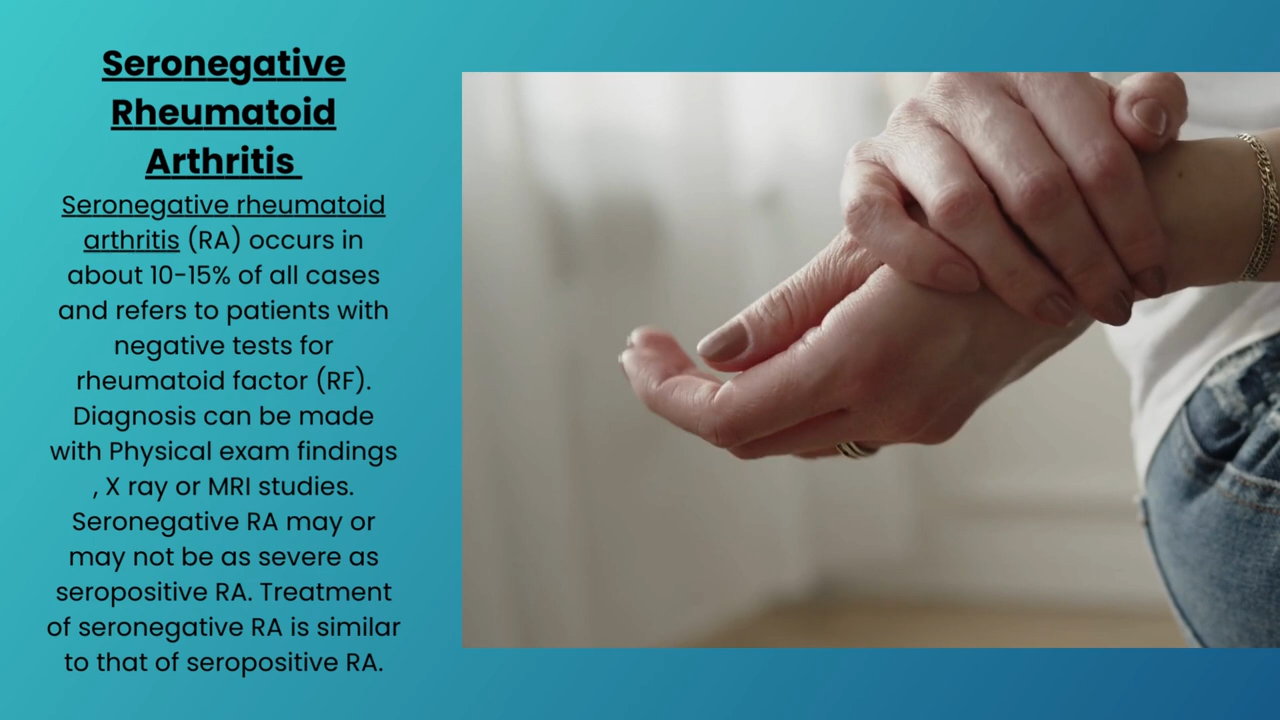 Seronegative
Rheumatoid
Arthritis
Seronegative rheumatoid
arthritis (RA) occurs in
about 10-15% of all cases
and refers to patients with
negative tests for
rheumatoid factor (RF).
Diagnosis can be made
with Physical exam findings
, X ray or MRI studies.
Seronegative RA may or
may not be as severe as
seropositive RA. Treatment
of seronegative RA is similar
to that of seropositive RA.